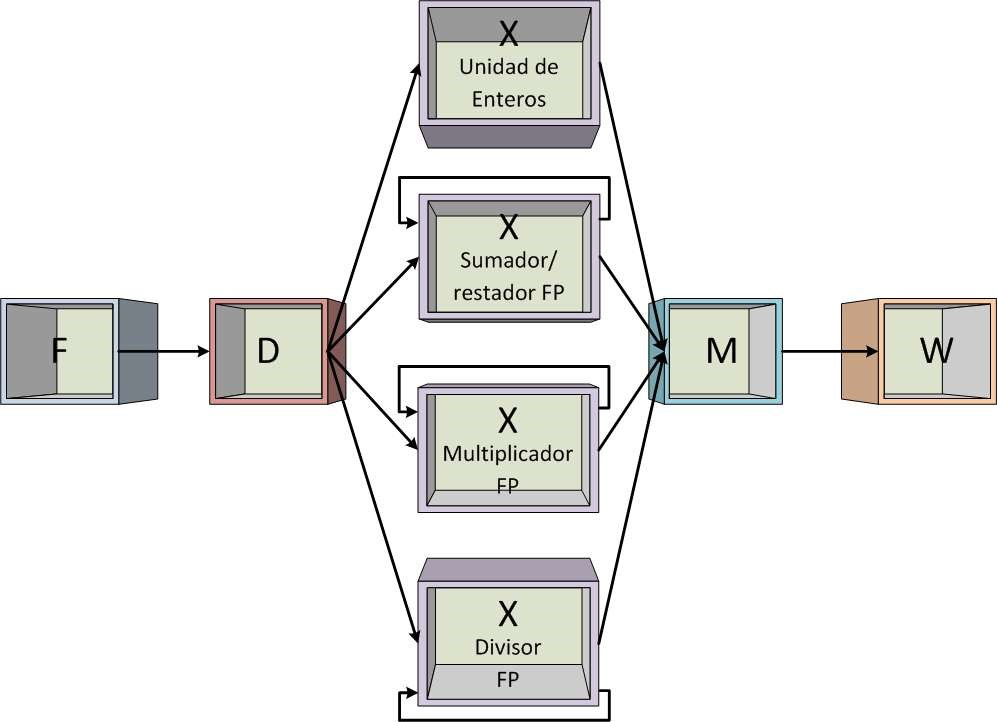 X
Unidad de
Enteros
X
Sumador/
restador FP
F
D
M
W
X
Multiplicador
FP
X
Divisor
FP